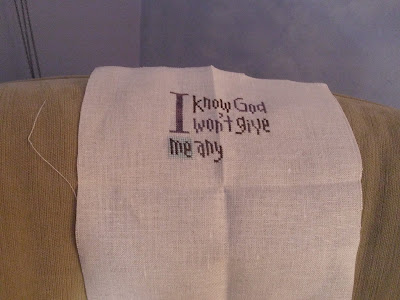 I know God
won't give
me any